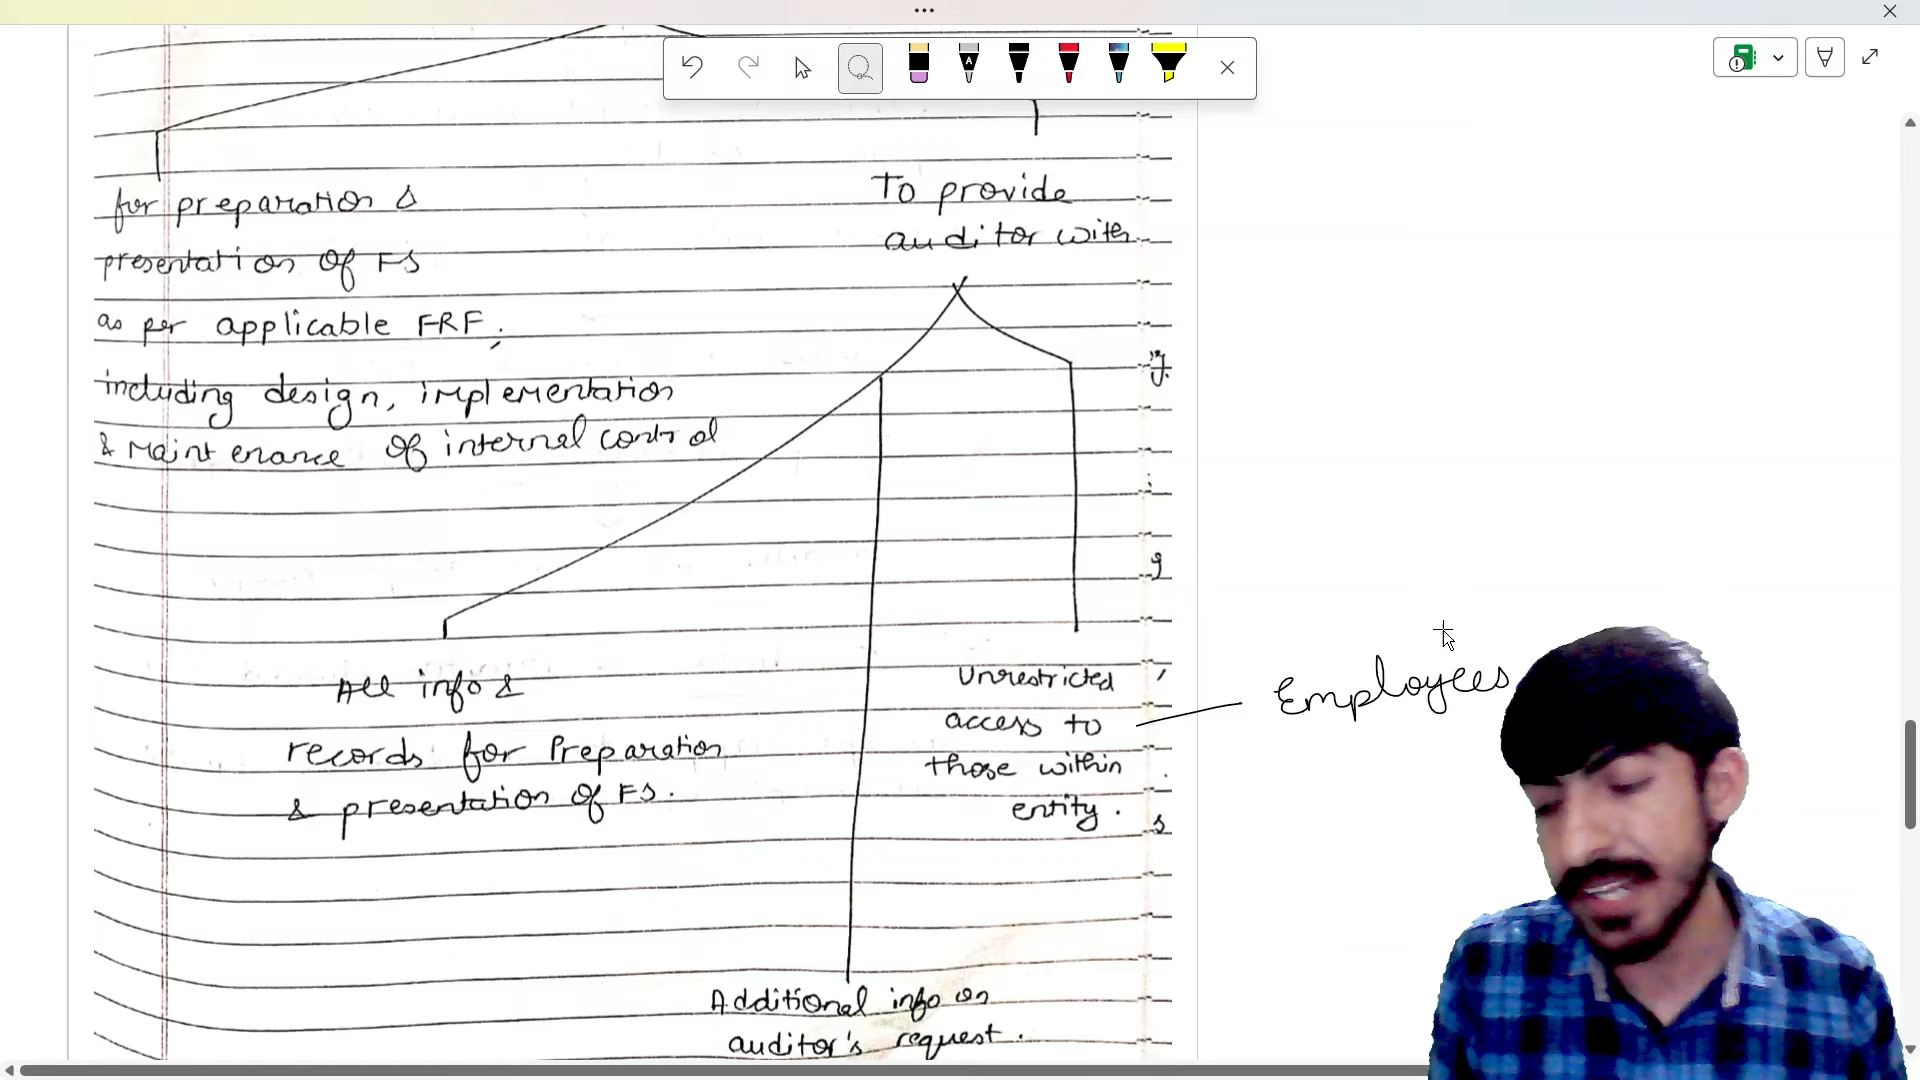 for preparation &
presentation of FS
as per applicable FRF,
including design, implementation
& maintenance of internal control
To provide
auditor with
All info &
records for Preparation
& presentation of FS.
Unrestricted
access to
those within
entity.
Employees
Additional info on
auditor's request.